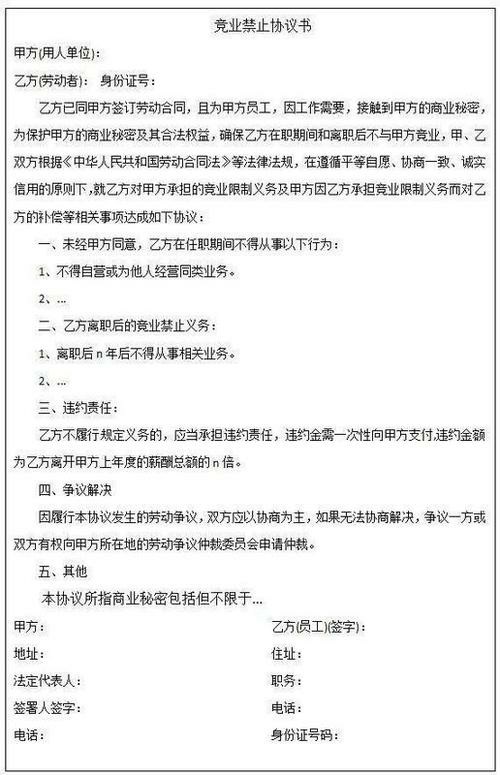 竞业禁止协议书
甲方(用人单位)：
乙方(劳动者)： 身份证号：
乙方已同甲方签订劳动合同，且为甲方员工，因工作需要，接触到甲方的商业秘密，
为保护甲方的商业秘密及其合法权益，确保乙方在职期间和离职后不与甲方竞业，甲、乙
双方根据《中华人民共和国劳动合同法》等法律法规，在遵循平等自愿、协商一致、诚实
信用的原则下，就乙方对甲方承担的竞业限制义务及甲方因乙方承担竞业限制义务而对乙
方的补偿等相关事项达成如下协议：
一、未经甲方同意，乙方在任职期间不得从事以下行为：
1、不得自营或为他人经营同类业务。
2、...
二、乙方离职后的竞业禁止义务：
1、离职后 n 年后不得从事相关业务。
2、...
三、违约责任：
乙方不履行规定义务的，应当承担违约责任，违约金需一次性向甲方支付,违约金额
为乙方离开甲方上年度的薪酬总额的 n 倍。
四、争议解决
因履行本协议发生的劳动争议，双方应以协商为主，如果无法协商解决，争议一方或
双方有权向甲方所在地的劳动争议仲裁委员会申请仲裁。
五、其他
本协议所指商业秘密包括但不限于...
甲方： 乙方(员工)(签字)：
地址： 住址：
法定代表人： 职务：
签署人签字： 电话：
电话： 身份证号码：